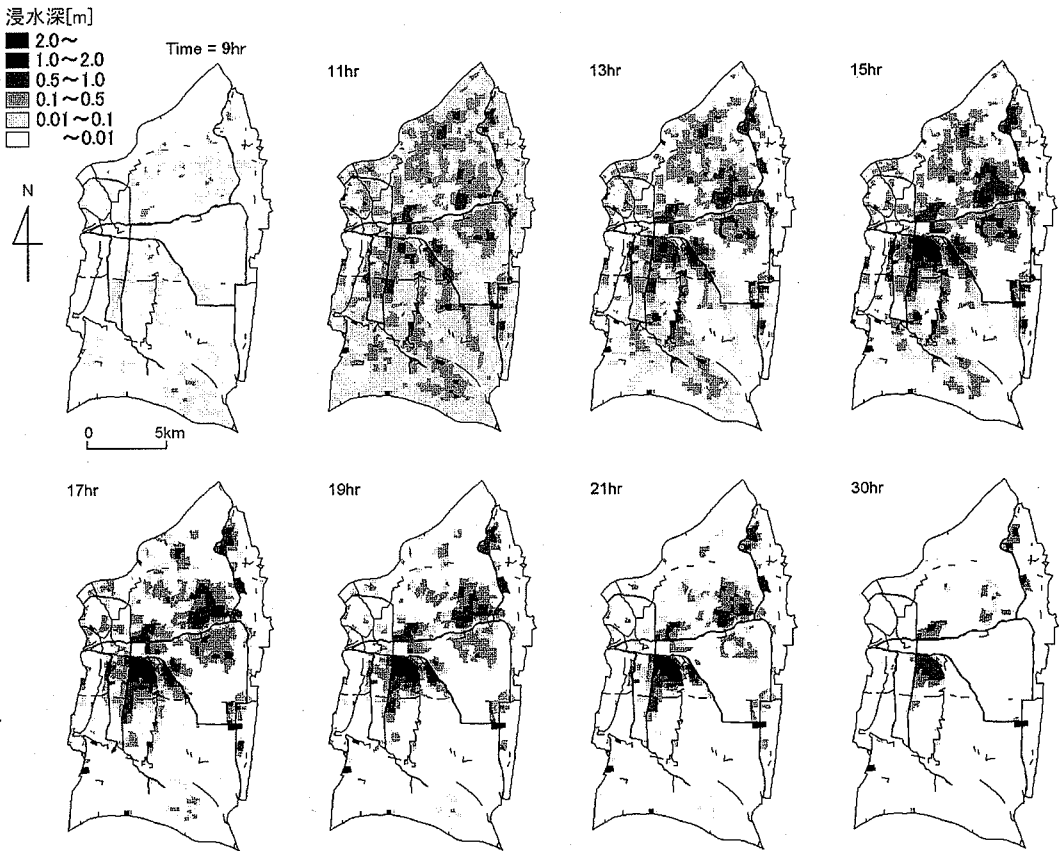 浸水深[m]
2.0～
1.0～2.0
0.5～1.0
0.1～0.5
0.01～0.1
～0.01
Time = 9hr
11hr
13hr
15hr
N
0 5km
17hr
19hr
21hr
30hr